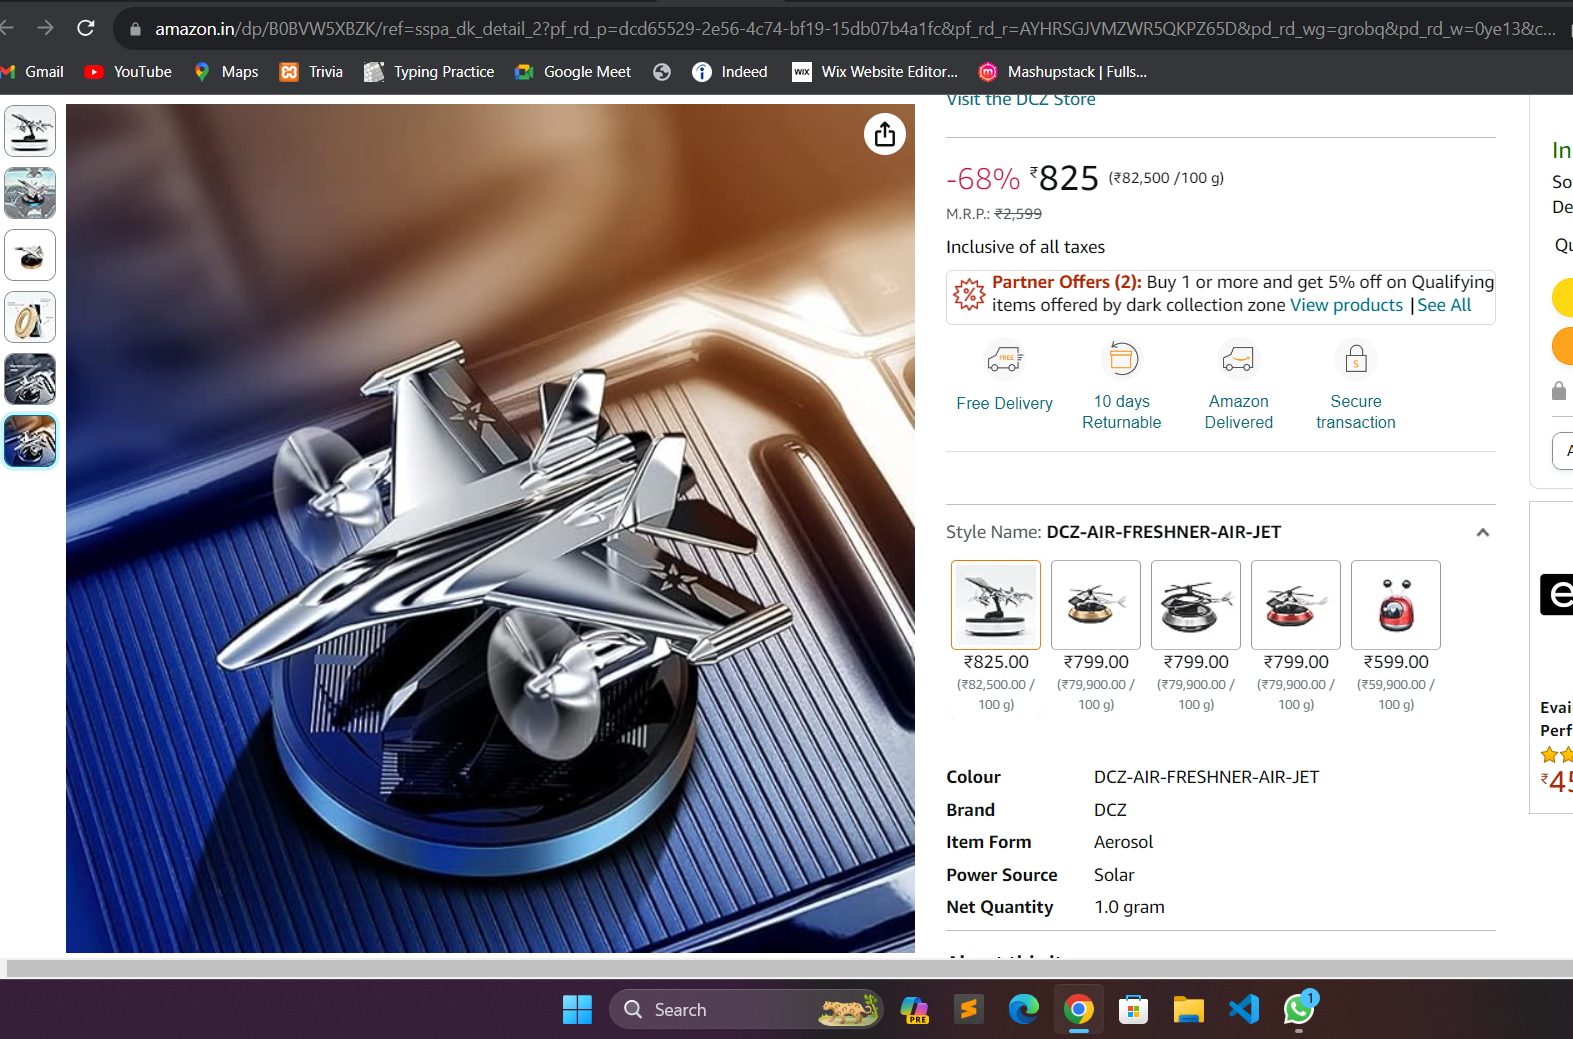 amazon.in/dp/B0BVW5XBZK/ref=sspa_dk_detail_2?pf_rd_p=dcd65529-2e56-4c74-bf19-15db07b4a1fc&pf_rd_r=AYHRSGJVMZWR5QKPZ65D&pd_rd_wg=grobq&pd_rd_w=0ye13&c...
Gmail YouTube Maps Trivia Typing Practice Google Meet Indeed Wix Website Editor... Mashupstack | Fulls...
Visit the DCZ Store
-68% ₹825 (₹82,500 /100 g)
M.R.P.: ₹2,599
Inclusive of all taxes
Partner Offers (2): Buy 1 or more and get 5% off on Qualifying
items offered by dark collection zone View products | See All
FREE
Free Delivery
10 days
Returnable
Amazon
Delivered
Secure
transaction
Style Name: DCZ-AIR-FRESHNER-AIR-JET
₹825.00 ₹799.00 ₹799.00 ₹799.00 ₹599.00
(₹82,500.00 / (₹79,900.00 / (₹79,900.00 / (₹79,900.00 / (₹59,900.00 /
100 g) 100 g) 100 g) 100 g) 100 g)
Colour DCZ-AIR-FRESHNER-AIR-JET
Brand DCZ
Item Form Aerosol
Power Source Solar
Net Quantity 1.0 gram
In
So
De
Qu
A
e
Evai
Perf
₹45
WIX
Search
PRE
1